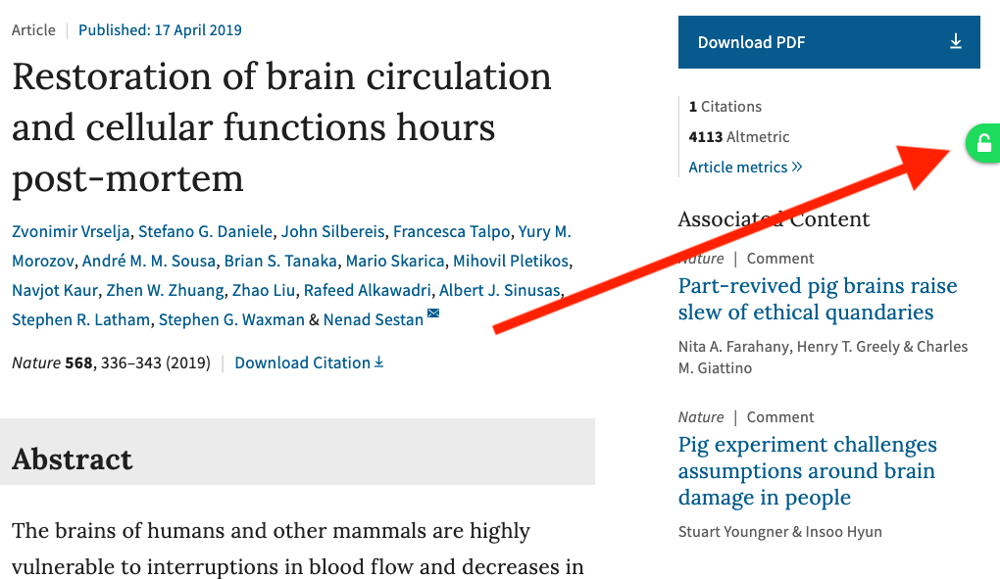 Article | Published: 17 April 2019
Restoration of brain circulation
and cellular functions hours
post-mortem
Zvonimir Vrselja, Stefano G. Daniele, John Silbereis, Francesca Talpo, Yury M.
Morozov, André M. M. Sousa, Brian S. Tanaka, Mario Skarica, Mihovil Pletikos,
Navjot Kaur, Zhen W. Zhuang, Zhao Liu, Rafeed Alkawadri, Albert J. Sinusas,
Stephen R. Latham, Stephen G. Waxman & Nenad Sestan
Nature 568, 336–343 (2019) | Download Citation
Abstract
The brains of humans and other mammals are highly
vulnerable to interruptions in blood flow and decreases in
Download PDF
1 Citations
4113 Altmetric
Article metrics »
Associated Content
Nature | Comment
Part-revived pig brains raise
slew of ethical quandaries
Nita A. Farahany, Henry T. Greely & Charles
M. Giattino
Nature | Comment
Pig experiment challenges
assumptions around brain
damage in people
Stuart Youngner & Insoo Hyun